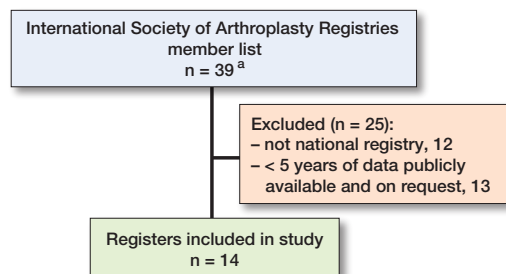 International Society of Arthroplasty Registries
member list
n = 39 a
Excluded (n = 25):
– not national registry, 12
– < 5 years of data publicly
available and on request, 13
Registers included in study
n = 14